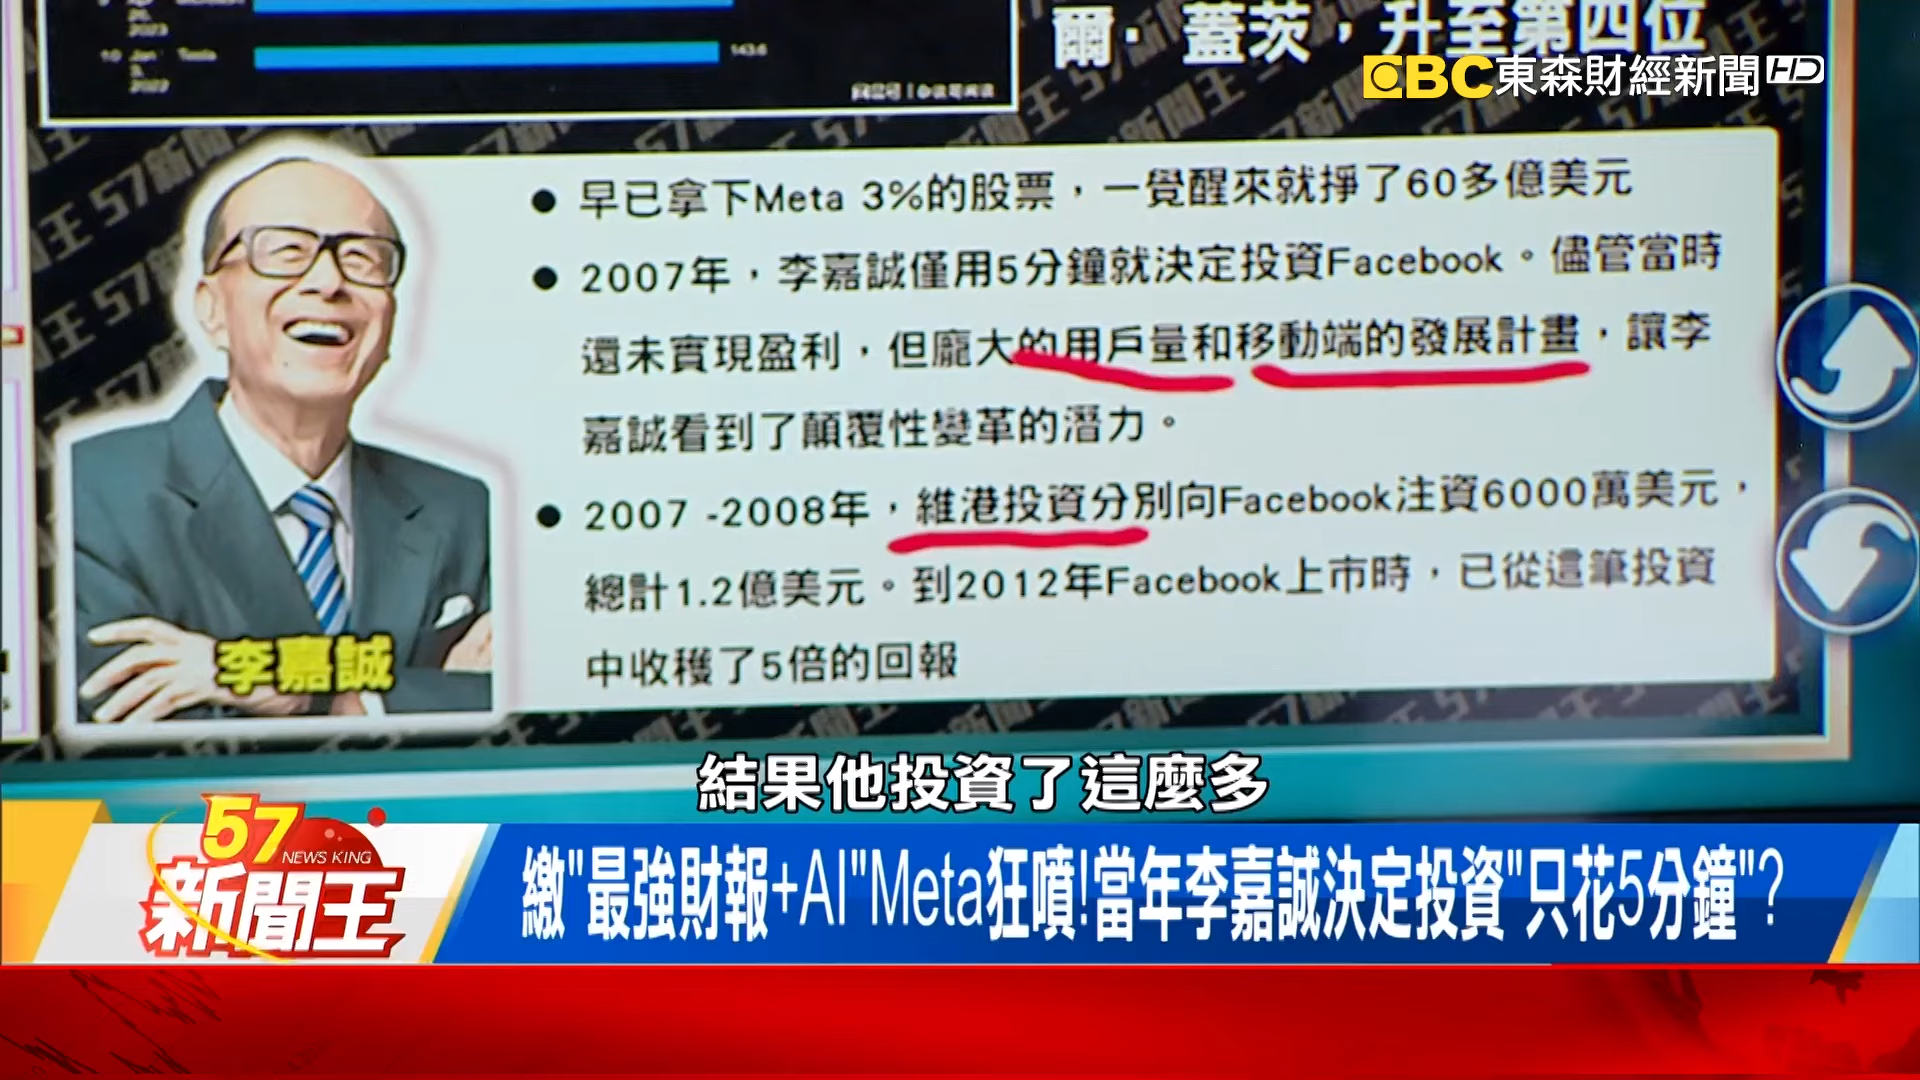 爾·蓋茨，升至第四位
EBC東森財經新聞HD
2023
10 Jan Tesla 143.6
3,
2022
● 早已拿下Meta 3%的股票，一覺醒來就掙了60多億美元
● 2007年，李嘉誠僅用5分鐘就決定投資Facebook。儘管當時
還未實現盈利，但龐大的用戶量和移動端的發展計畫，讓李
嘉誠看到了顛覆性變革的潛力。
● 2007 -2008年，維港投資分別向Facebook注資6000萬美元，
總計1.2億美元。到2012年Facebook上市時，已從這筆投資
中收穫了5倍的回報
李嘉誠
結果他投資了這麼多
57
NEWS KING
新聞王
繳"最強財報+AI"Meta狂噴!當年李嘉誠決定投資"只花5分鐘"?